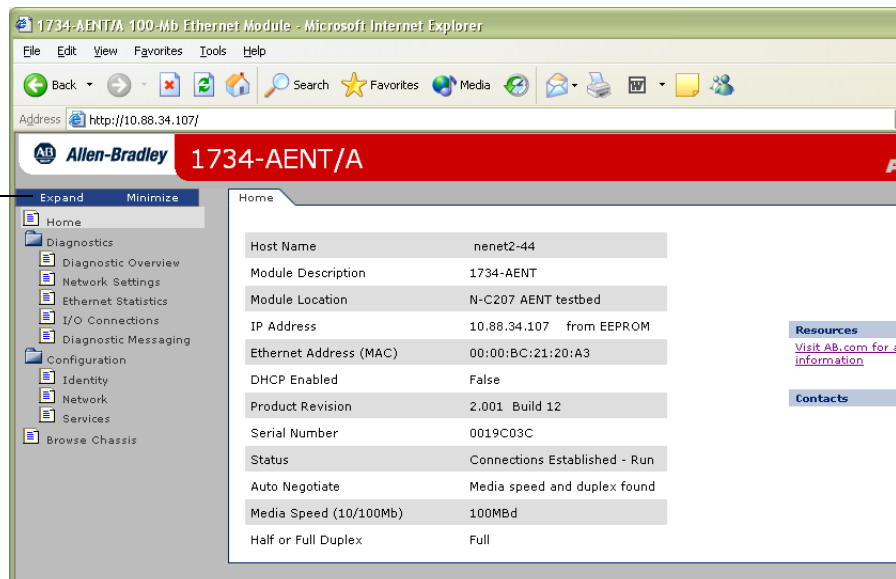 1734-AENT/A 100-Mb Ethernet Module - Microsoft Internet Explorer
File Edit View Favorites Tools Help
Back Search Favorites Media
Address http://10.88.34.107/
AB Allen-Bradley 1734-AENT/A
Expand Minimize
Home
Diagnostics
Diagnostic Overview
Network Settings
Ethernet Statistics
I/O Connections
Diagnostic Messaging
Configuration
Identity
Network
Services
Browse Chassis
Home
Host Name nenet2-44
Module Description 1734-AENT
Module Location N-C207 AENT testbed
IP Address 10.88.34.107 from EEPROM
Ethernet Address (MAC) 00:00:BC:21:20:A3
DHCP Enabled False
Product Revision 2.001 Build 12
Serial Number 0019C03C
Status Connections Established - Run
Auto Negotiate Media speed and duplex found
Media Speed (10/100Mb) 100MBd
Half or Full Duplex Full
Resources
Visit AB.com for
information
Contacts